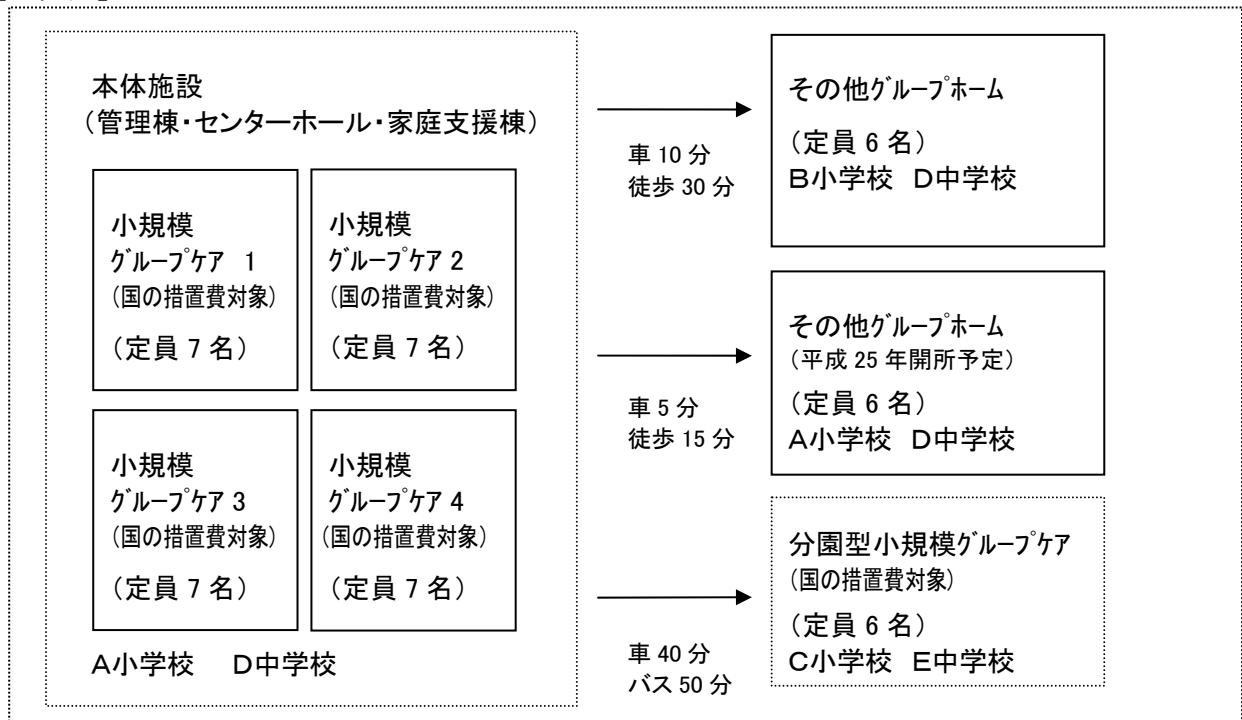 本体施設
（管理棟・センターホール・家庭支援棟）
小規模
ｸﾞﾙｰﾌﾟｹｱ 1
（国の措置費対象）
（定員 7 名）
小規模
ｸﾞﾙｰﾌﾟｹｱ 2
（国の措置費対象）
（定員 7 名）
小規模
ｸﾞﾙｰﾌﾟｹｱ 3
（国の措置費対象）
（定員 7 名）
小規模
ｸﾞﾙｰﾌﾟｹｱ 4
（国の措置費対象）
（定員 7 名）
A小学校 D中学校
車 10 分
徒歩 30 分
その他ｸﾞﾙｰﾌﾟﾎｰﾑ
（定員 6 名）
B小学校 D中学校
車 5 分
徒歩 15 分
その他ｸﾞﾙｰﾌﾟﾎｰﾑ
（平成 25 年開所予定）
（定員 6 名）
A小学校 D中学校
車 40 分
バス 50 分
分園型小規模ｸﾞﾙｰﾌﾟｹｱ
（国の措置費対象）
（定員 6 名）
C小学校 E中学校